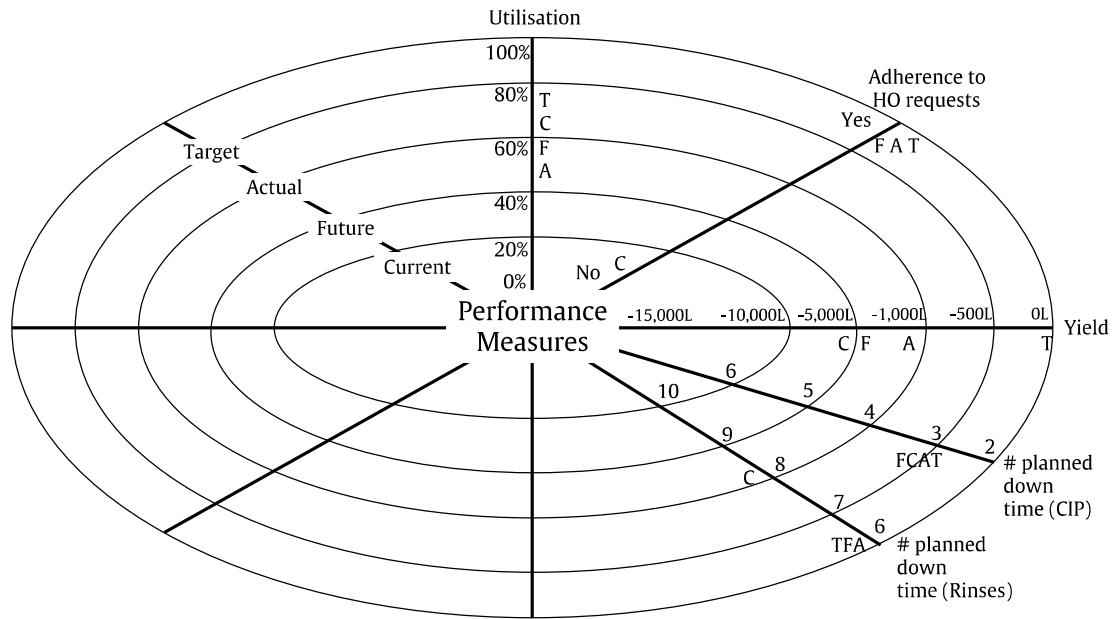 Utilisation
100%
Adherence to
HO requests
80%
T
Yes
C
Target
60%
F
F A T
A
Actual
40%
Future
20%
Current
No
C
0%
Performance
Measures
-15,000L
-10,000L
-5,000L
-1,000L
-500L
0L
Yield
C
F
A
T
6
5
4
3
2
FCAT
# planned
down
time (CIP)
10
9
8
C
7
6
TFA
# planned
down
time (Rinses)